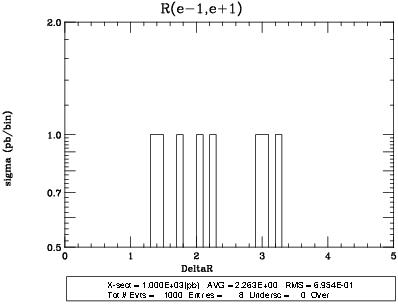 R(e−1,e+1)
2.0
1.0
0.7
0.5
sigma (pb/bin)
0 1 2 3 4 5
DeltaR
X-sect = 1.000E+03(pb) AVG = 2.263E+00 RMS = 6.954E-01
Tot # Evts = 1000 Entries = 8 Undersc = 0 Over